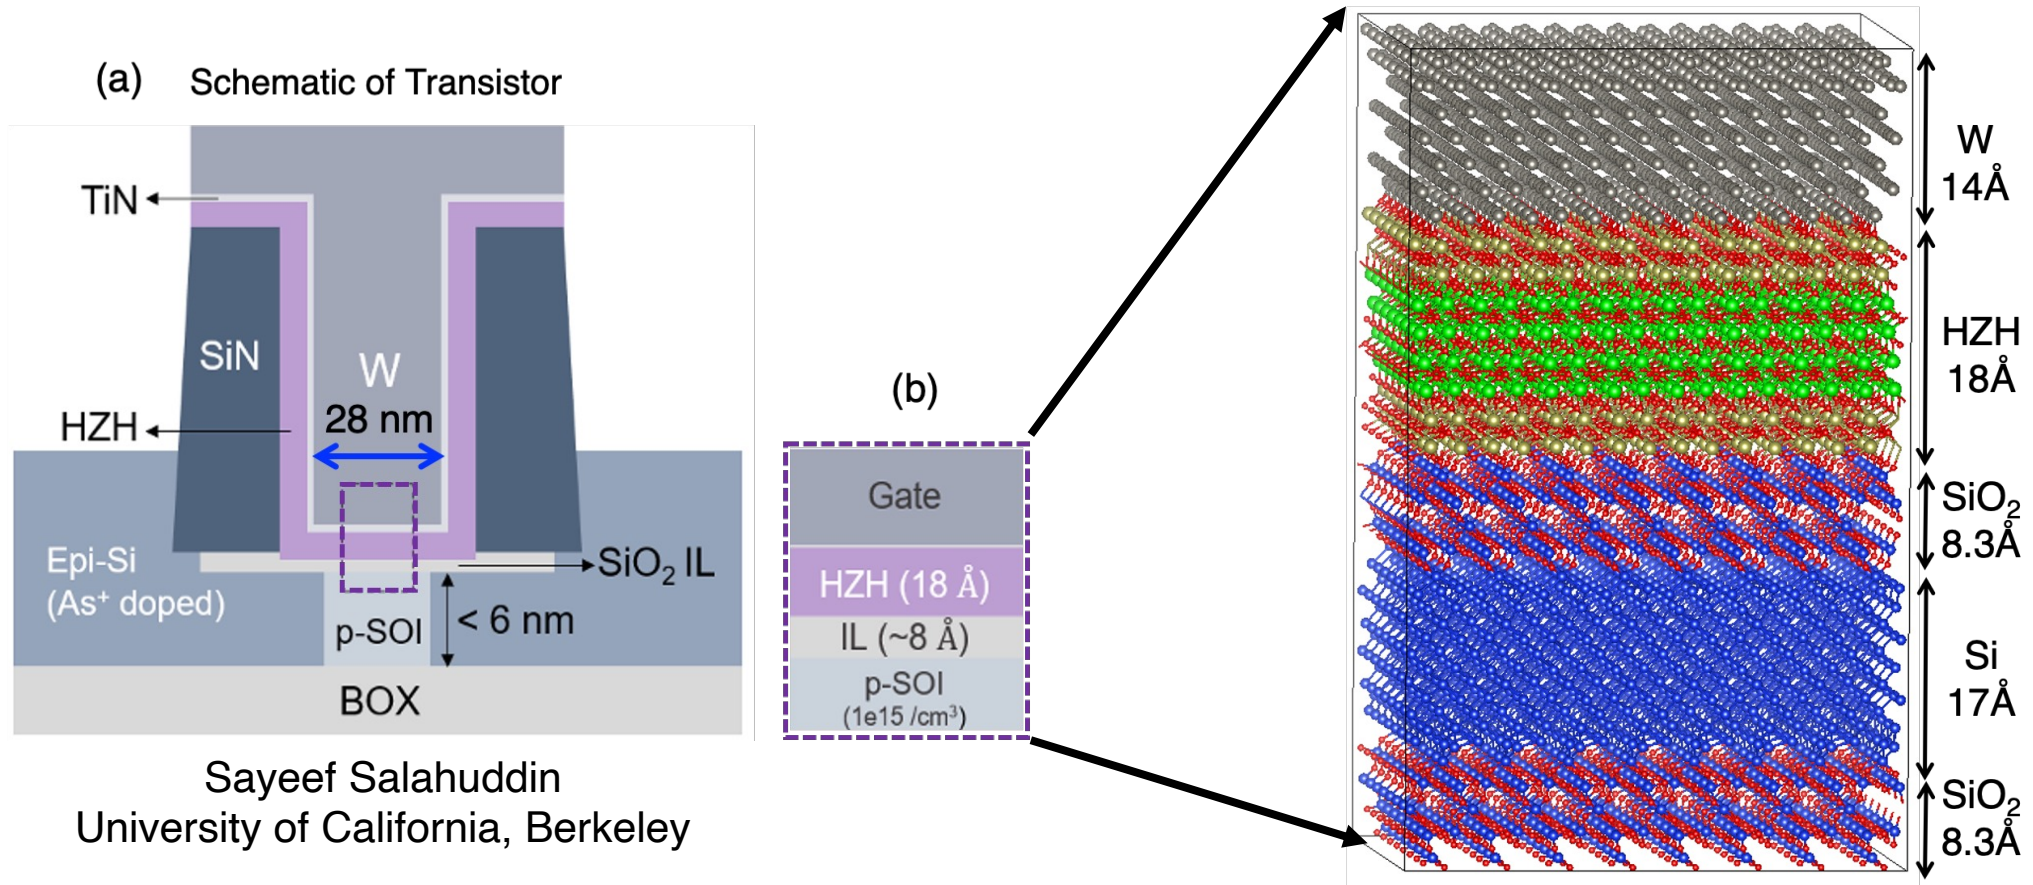 (a) Schematic of Transistor
TiN
SiN
W
28 nm
HZH
Epi-Si
(As⁺ doped)
SiO₂ IL
p-SOI
< 6 nm
BOX
Sayeef Salahuddin
University of California, Berkeley
(b)
Gate
HZH (18 Å)
IL (~8 Å)
p-SOI
(1e15 /cm³)
W
14Å
HZH
18Å
SiO₂
8.3Å
Si
17Å
SiO₂
8.3Å